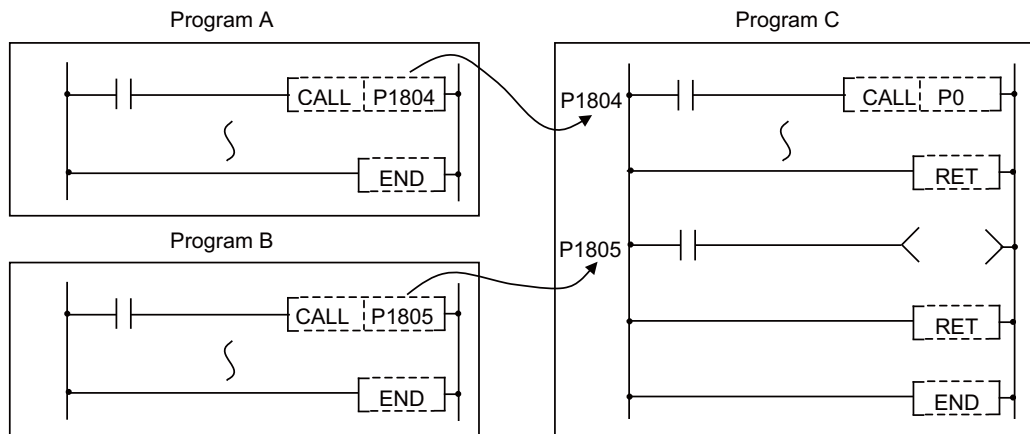 Program A
CALL P1804
END
Program B
CALL P1805
END
Program C
P1804
CALL P0
RET
P1805
RET
END